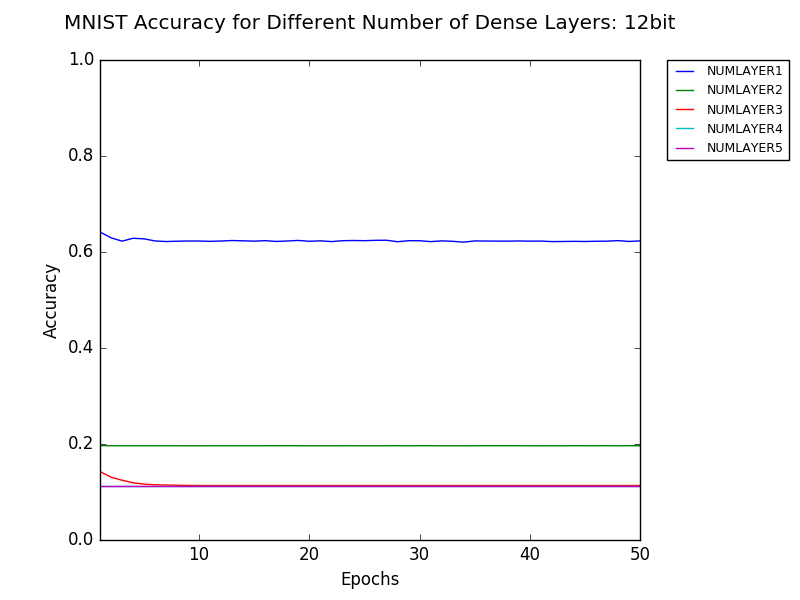 MNIST Accuracy for Different Number of Dense Layers: 12bit
1.0
0.8
0.6
0.4
0.2
0.0
Accuracy
10 20 30 40 50
Epochs
NUMLAYER1
NUMLAYER2
NUMLAYER3
NUMLAYER4
NUMLAYER5